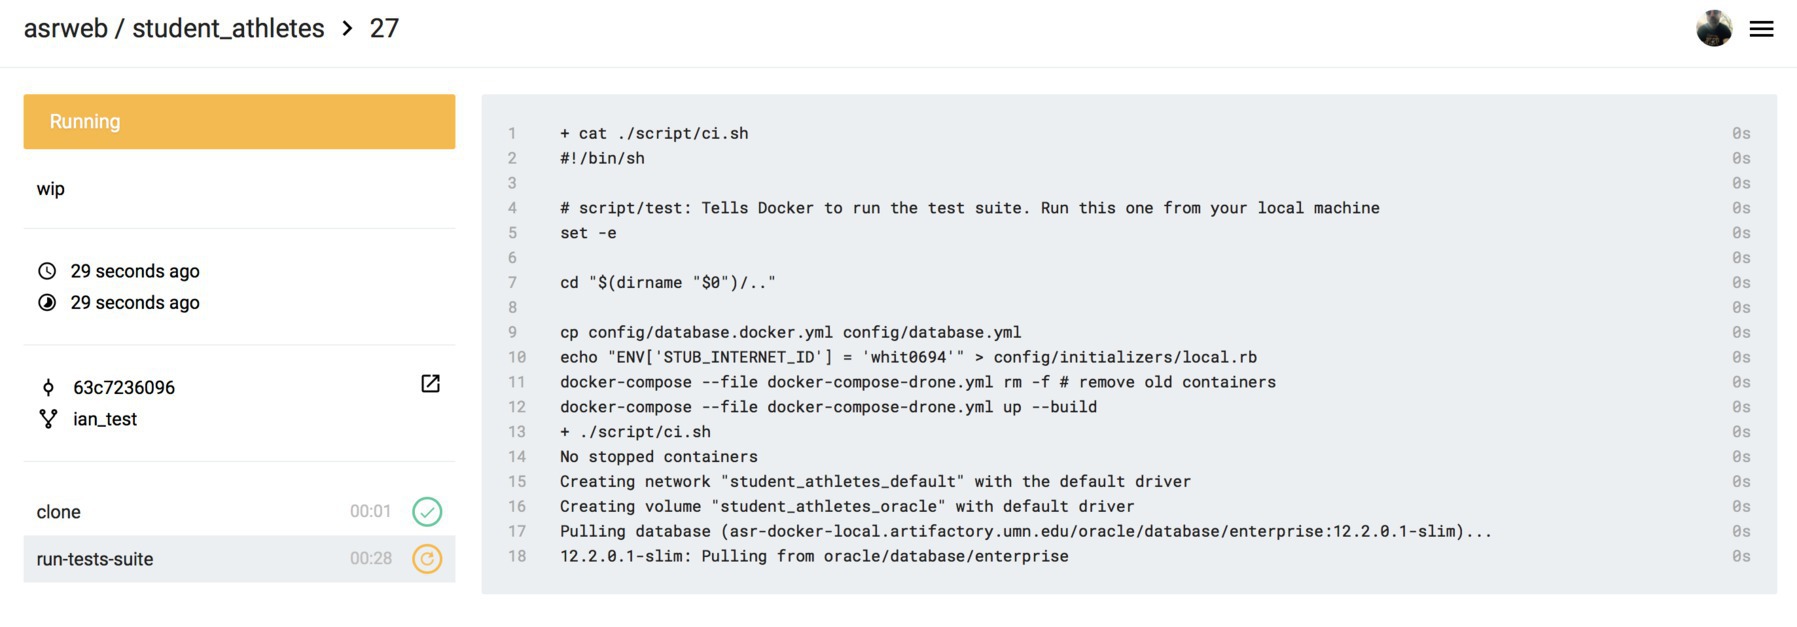 asrweb / student_athletes > 27
Running
wip
29 seconds ago
29 seconds ago
63c7236096
ian_test
clone 00:01
run-tests-suite 00:28
1 + cat ./script/ci.sh 0s
2 #!/bin/sh 0s
3 0s
4 # script/test: Tells Docker to run the test suite. Run this one from your local machine 0s
5 set -e 0s
6 0s
7 cd "$(dirname "$0")/.." 0s
8 0s
9 cp config/database.docker.yml config/database.yml 0s
10 echo "ENV['STUB_INTERNET_ID'] = 'whit0694'" > config/initializers/local.rb 0s
11 docker-compose --file docker-compose-drone.yml rm -f # remove old containers 0s
12 docker-compose --file docker-compose-drone.yml up --build 0s
13 + ./script/ci.sh 0s
14 No stopped containers 0s
15 Creating network "student_athletes_default" with the default driver 0s
16 Creating volume "student_athletes_oracle" with default driver 0s
17 Pulling database (asr-docker-local.artifactory.umn.edu/oracle/database/enterprise:12.2.0.1-slim)... 0s
18 12.2.0.1-slim: Pulling from oracle/database/enterprise 0s